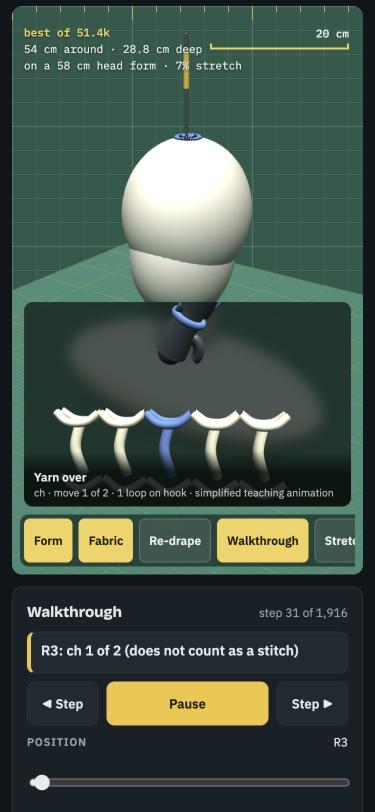 best of 51.4k
20 cm
54 cm around · 28.8 cm deep
on a 58 cm head form · 7% stretch
Yarn over
ch · move 1 of 2 · 1 loop on hook · simplified teaching animation
Form
Fabric
Re-drape
Walkthrough
Stretc
Walkthrough
step 31 of 1,916
R3: ch 1 of 2 (does not count as a stitch)
◀ Step
Pause
Step ▶
POSITION
R3